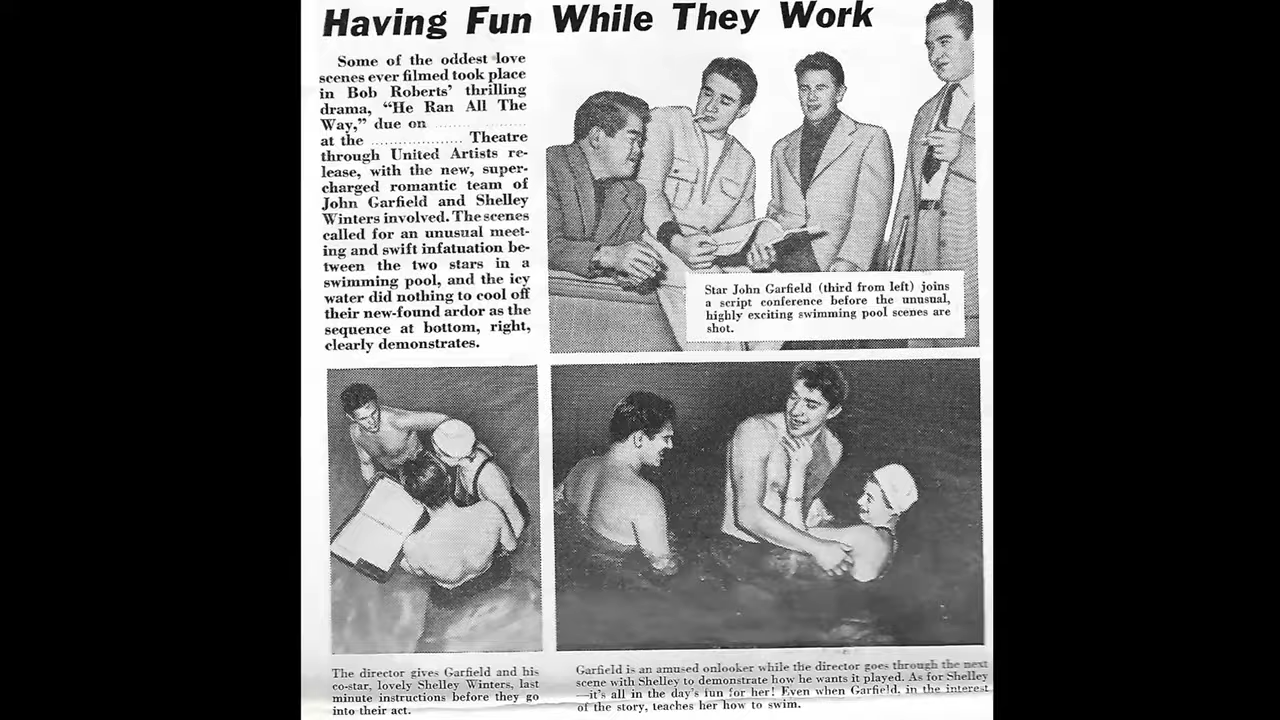 Having Fun While They Work
Some of the oddest love
scenes ever filmed took place
in Bob Roberts' thrilling
drama, "He Ran All The
Way," due on ....................
at the .................... Theatre
through United Artists re-
lease, with the new, super-
charged romantic team of
John Garfield and Shelley
Winters involved. The scenes
called for an unusual meet-
ing and swift infatuation be-
tween the two stars in a
swimming pool, and the icy
water did nothing to cool off
their new-found ardor as the
sequence at bottom, right,
clearly demonstrates.
Star John Garfield (third from left) joins
a script conference before the unusual,
highly exciting swimming pool scenes are
shot.
The director gives Garfield and his
co-star, lovely Shelley Winters, last
minute instructions before they go
into their act.
Garfield is an amused onlooker while the director goes through the next
scene with Shelley to demonstrate how he wants it played. As for Shelley
—it's all in the day's fun for her! Even when Garfield, in the interest
of the story, teaches her how to swim.